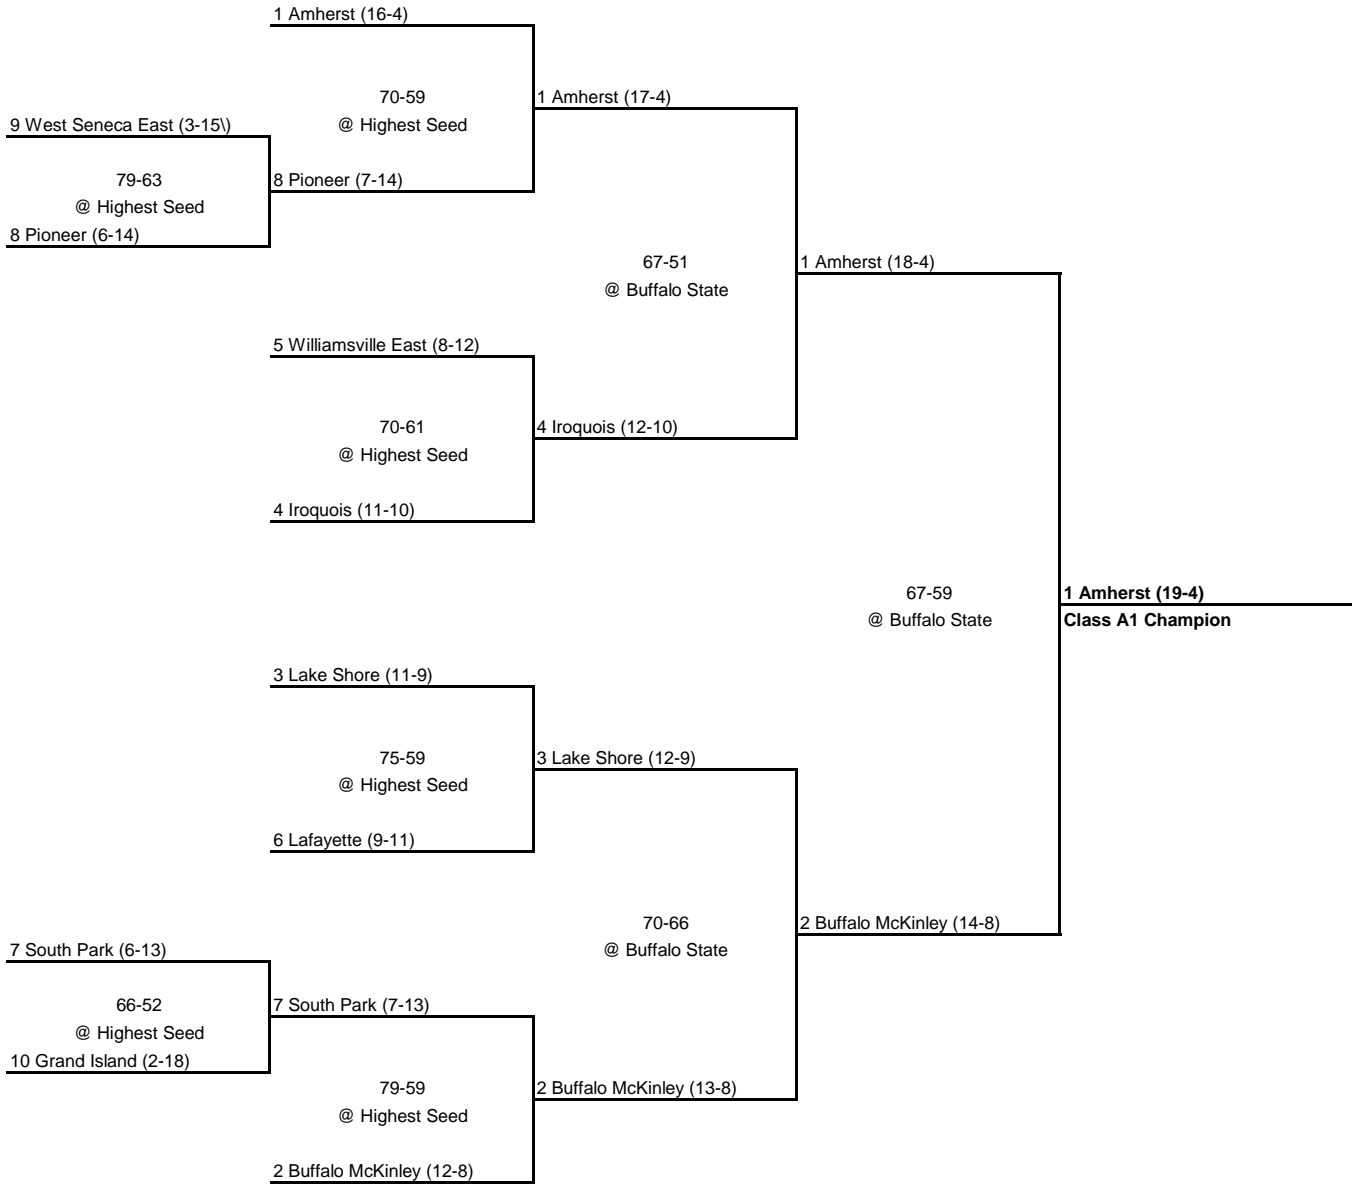 1 Amherst (16-4)
70-59
1 Amherst (17-4)
9 West Seneca East (3-15\)
@ Highest Seed
79-63
8 Pioneer (7-14)
@ Highest Seed
8 Pioneer (6-14)
67-51
1 Amherst (18-4)
@ Buffalo State
5 Williamsville East (8-12)
70-61
4 Iroquois (12-10)
@ Highest Seed
4 Iroquois (11-10)
67-59
1 Amherst (19-4)
@ Buffalo State
Class A1 Champion
3 Lake Shore (11-9)
75-59
3 Lake Shore (12-9)
@ Highest Seed
6 Lafayette (9-11)
70-66
2 Buffalo McKinley (14-8)
@ Buffalo State
7 South Park (6-13)
66-52
7 South Park (7-13)
@ Highest Seed
10 Grand Island (2-18)
79-59
2 Buffalo McKinley (13-8)
@ Highest Seed
2 Buffalo McKinley (12-8)